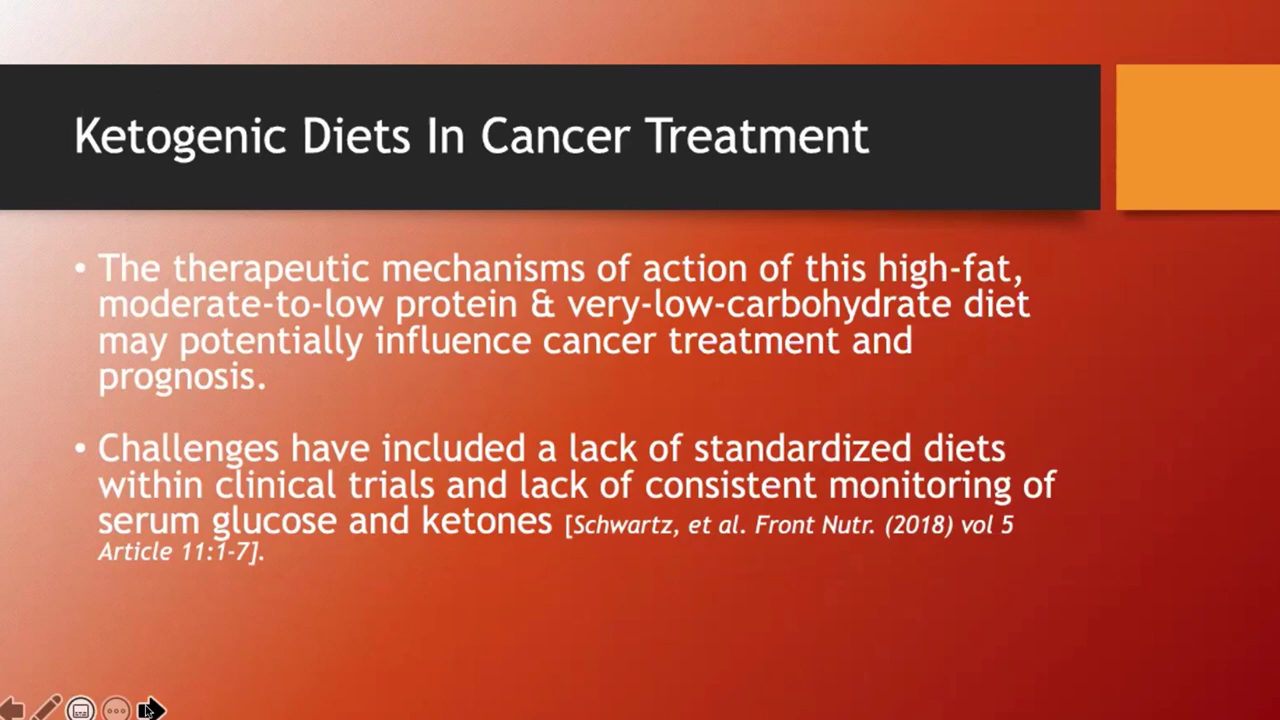 Ketogenic Diets In Cancer Treatment
• The therapeutic mechanisms of action of this high-fat,
moderate-to-low protein & very-low-carbohydrate diet
may potentially influence cancer treatment and
prognosis.
• Challenges have included a lack of standardized diets
within clinical trials and lack of consistent monitoring of
serum glucose and ketones [Schwartz, et al. Front Nutr. (2018) vol 5
Article 11:1-7].